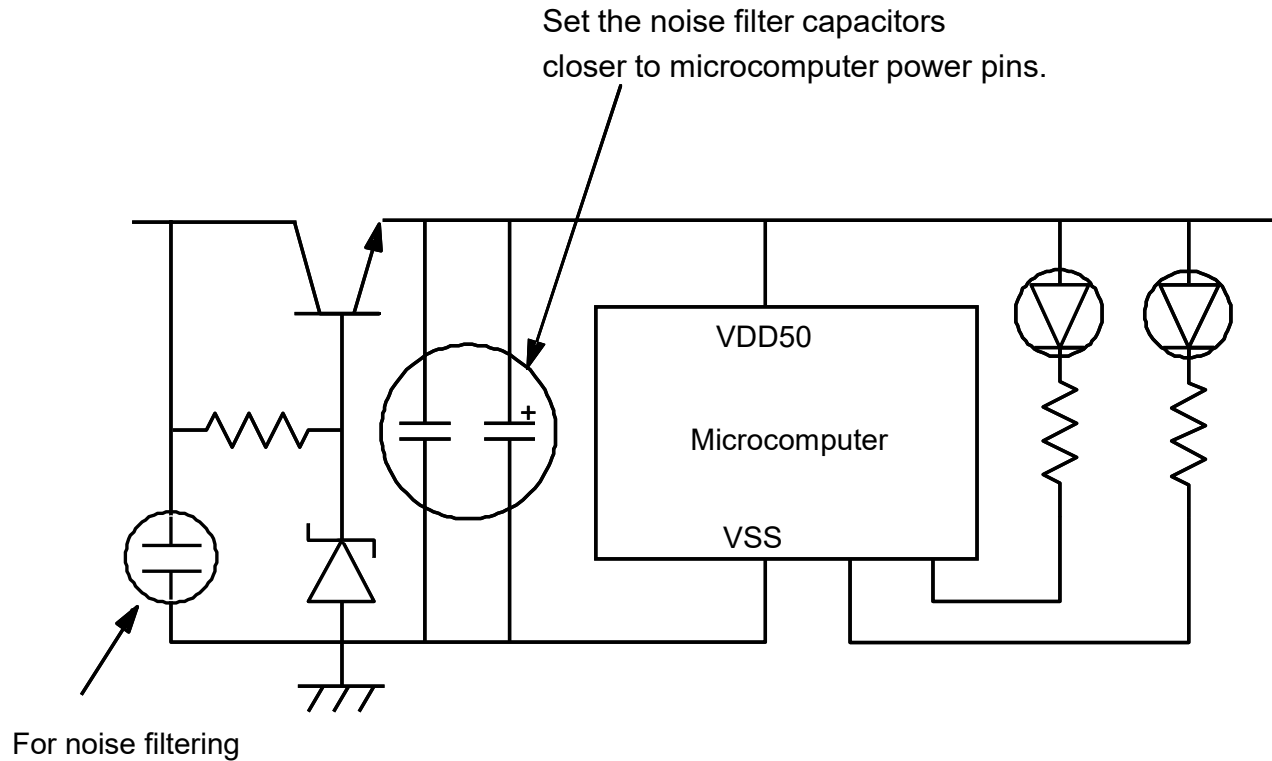 Set the noise filter capacitors
closer to microcomputer power pins.
VDD50
+
Microcomputer
VSS
For noise filtering